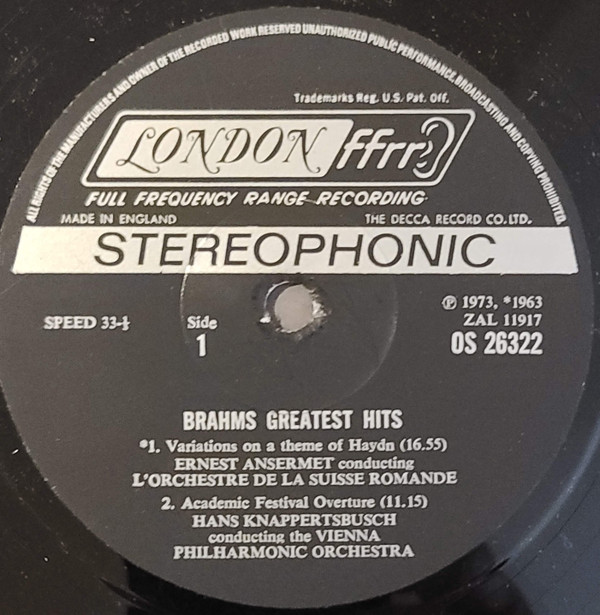 ALL RIGHTS OF THE MANUFACTURERS AND OWNER OF THE RECORDED WORK RESERVED UNAUTHORIZED PUBLIC PERFORMANCE, BROADCASTING AND COPYING PROHIBITED.
Trademarks Reg. U.S. Pat. Off.
LONDON ffrr
FULL FREQUENCY RANGE RECORDING
MADE IN ENGLAND THE DECCA RECORD CO. LTD.
STEREOPHONIC
℗ 1973, *1963
SPEED 33⅓ Side ZAL 11917
1 OS 26322
BRAHMS GREATEST HITS
*1. Variations on a theme of Haydn (16.55)
ERNEST ANSERMET conducting
L'ORCHESTRE DE LA SUISSE ROMANDE
2. Academic Festival Overture (11.15)
HANS KNAPPERTSBUSCH
conducting the VIENNA
PHILHARMONIC ORCHESTRA